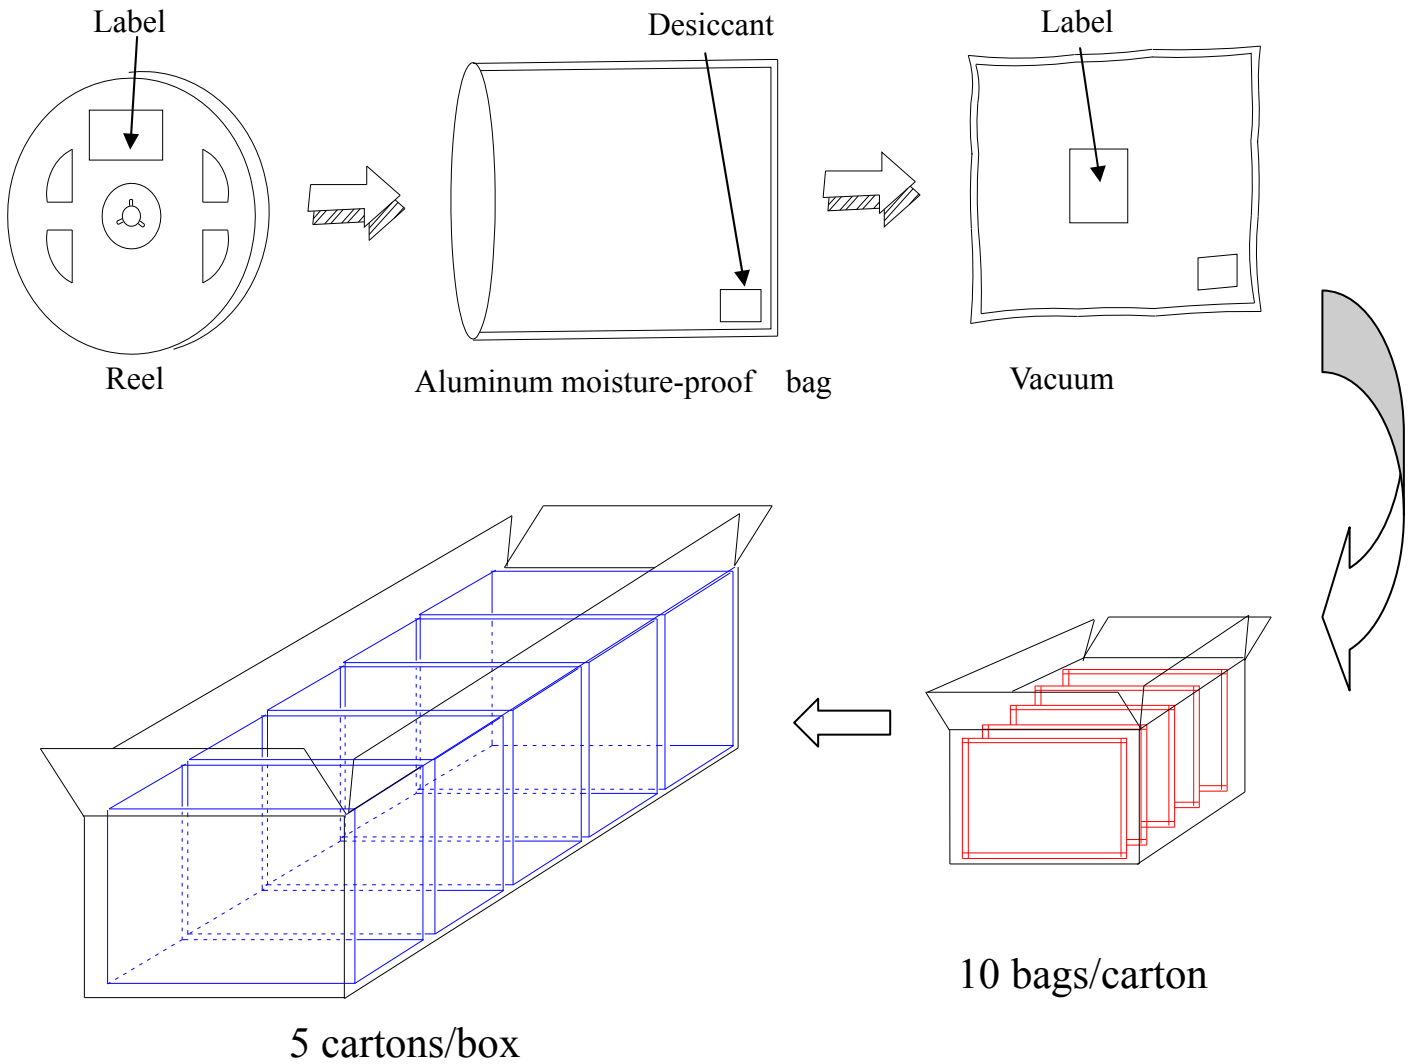 Label
Desiccant
Label
Reel
Aluminum moisture-proof bag
Vacuum
10 bags/carton
5 cartons/box